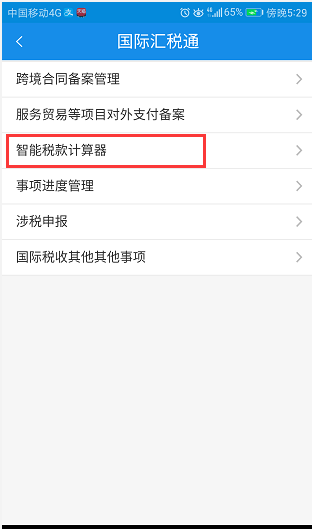 中国移动4G 65% 傍晚5:29
国际汇税通
跨境合同备案管理
服务贸易等项目对外支付备案
智能税款计算器
事项进度管理
涉税申报
国际税收其他其他事项